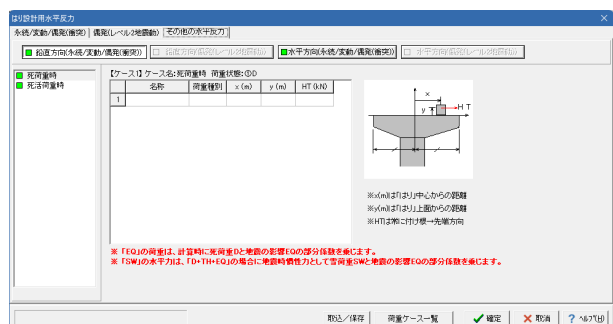 はり設計用水平反力
永続/変動/偶発(衝突) 偶発(レベル2地震動) その他の水平反力
鉛直方向(永続/変動/偶発(衝突)) 鉛直方向(偶発(レベル2地震動)) 水平方向(永続/変動/偶発(衝突)) 水平方向(偶発(レベル2地震動))
死荷重時
死活荷重時
【ケース1】 ケース名:死荷重時 荷重状態:①D
名称 荷重種別 x (m) y (m) HT (kN)
1
x
y
H T
※x(m)は「はり」中心からの距離
※y(m)は「はり」上面からの距離
※HTは常に付け根→先端方向
※「EQ」の荷重は、計算時に死荷重Dと地震の影響EQの部分係数を乗じます。
※「SW」の水平力は、「D+TH+EQ」の場合に地震時慣性力として雪荷重SWと地震の影響EQの部分係数を乗じます。
取込/保存 荷重ケース一覧 確定 取消 ? ヘルプ(H)